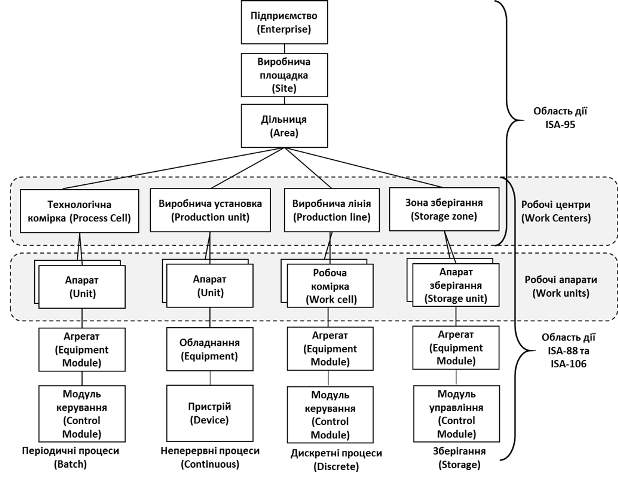 Підприємство
(Enterprise)
Виробнича
площадка
(Site)
Дільниця
(Area)
Область дії
ISA-95
Технологічна
комірка (Process Cell)
Виробнича установка
(Production unit)
Виробнича лінія
(Production line)
Зона зберігання
(Storage zone)
Робочі центри
(Work Centers)
Апарат
(Unit)
Апарат
(Unit)
Робоча
комірка
(Work cell)
Апарат
зберігання
(Storage unit)
Робочі апарати
(Work units)
Агрегат
(Equipment
Module)
Обладнання
(Equipment)
Агрегат
(Equipment
Module)
Агрегат
(Equipment
Module)
Область дії
ISA-88 та
ISA-106
Модуль
керування
(Control
Module)
Пристрій
(Device)
Модуль
керування
(Control
Module)
Модуль
управління
(Control
Module)
Періодичні процеси
(Batch)
Неперервні процеси
(Continuous)
Дискретні процеси
(Discrete)
Зберігання
(Storage)